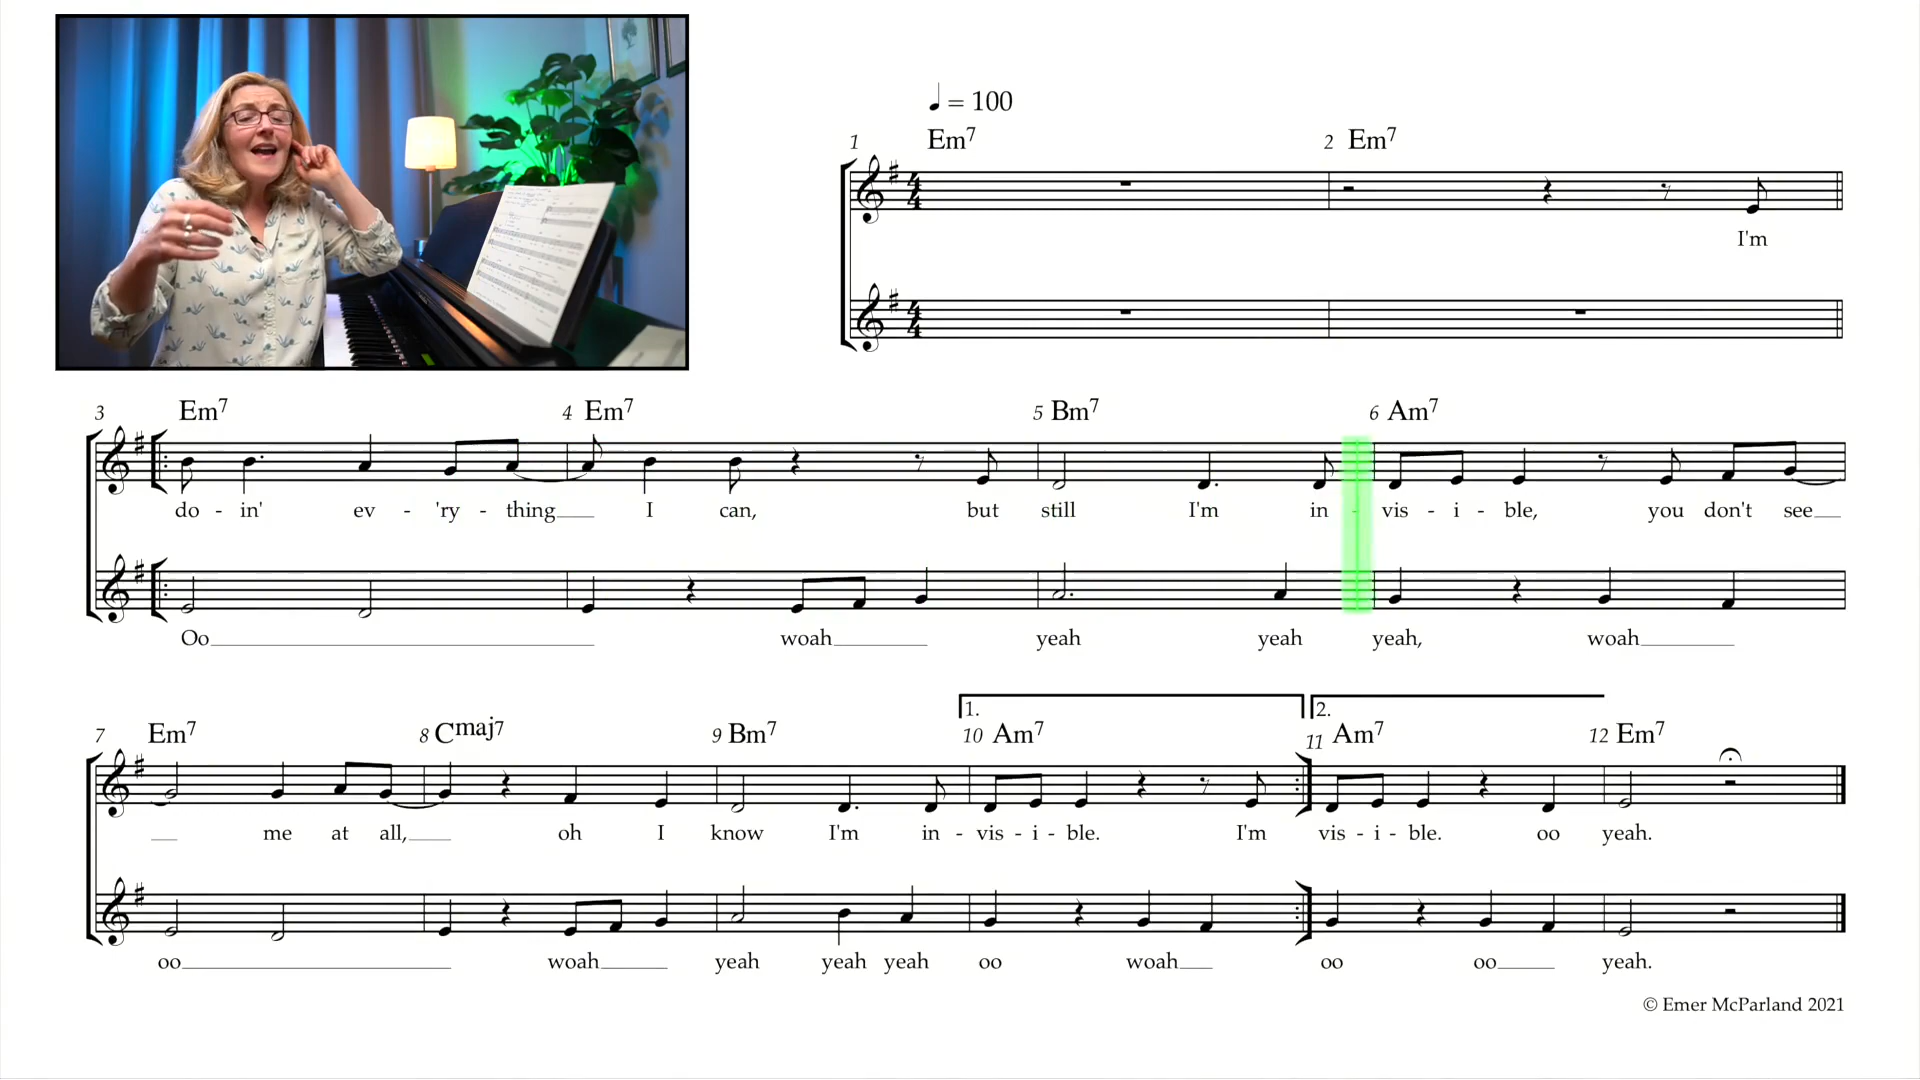 ♩ = 100
1 Em7 2 Em7
I'm
3 Em7 4 Em7 5 Bm7 6 Am7
do - in' ev - 'ry - thing I can, but still I'm in - vis - i - ble, you don't see
Oo woah yeah yeah yeah, woah
1. 2.
7 Em7 8 Cmaj7 9 Bm7 10 Am7 11 Am7 12 Em7
me at all, oh I know I'm in - vis - i - ble. I'm vis - i - ble. oo yeah.
oo woah yeah yeah yeah oo woah oo oo yeah.
© Emer McParland 2021